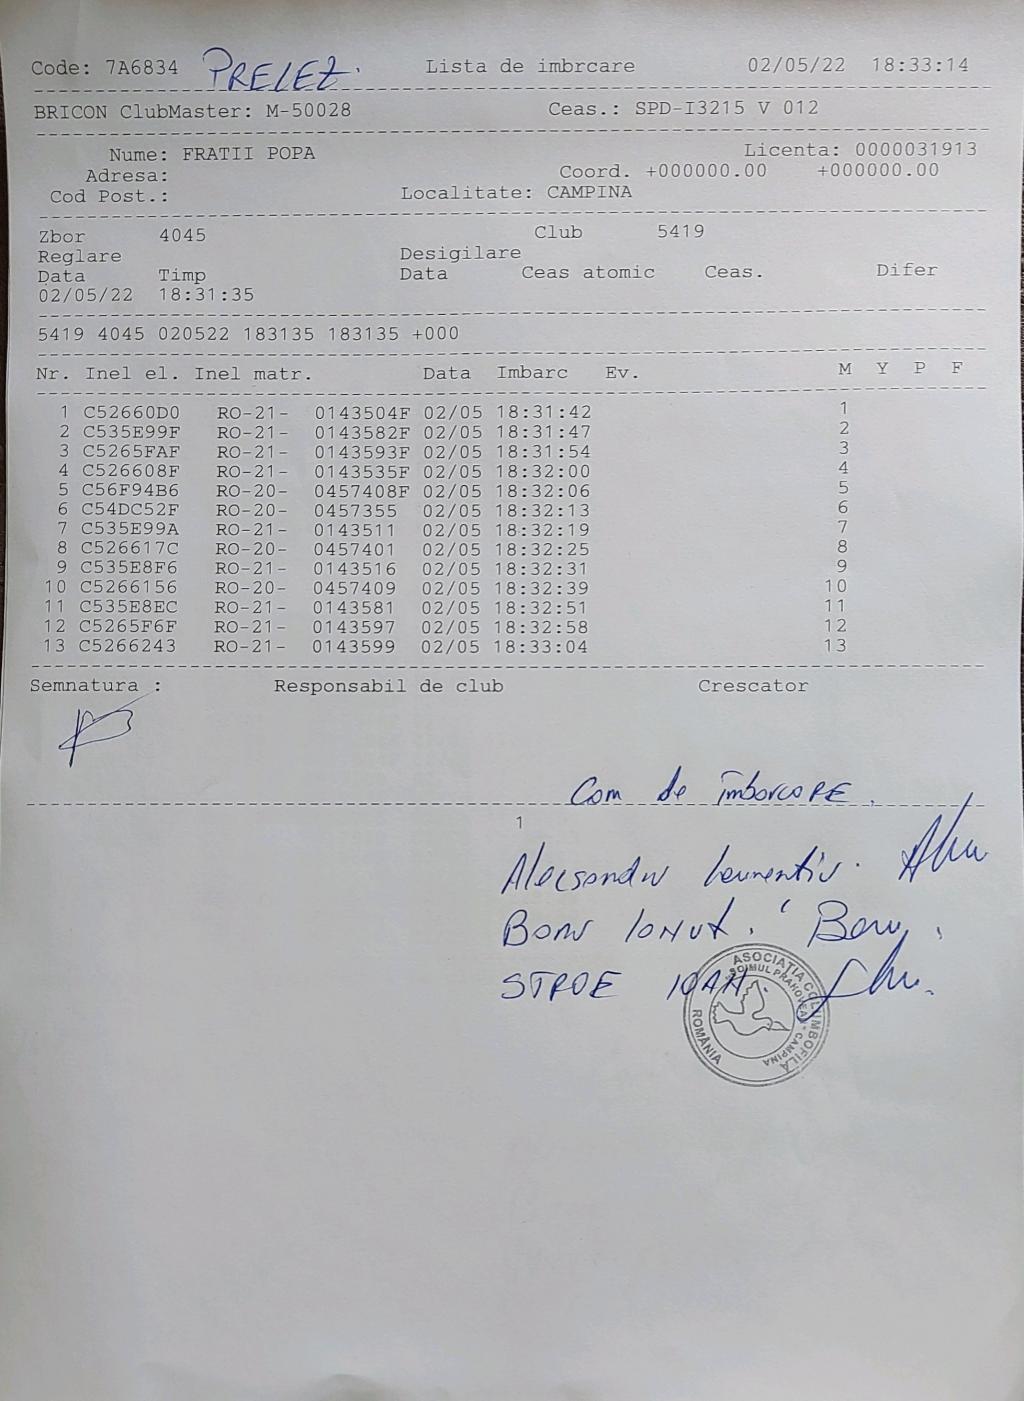 Code: 7A6834 PRELEZ. Lista de imbrcare 02/05/22 18:33:14
BRICON ClubMaster: M-50028 Ceas.: SPD-I3215 V 012
Nume: FRATII POPA Licenta: 0000031913
Adresa: Coord. +000000.00 +000000.00
Cod Post.: Localitate: CAMPINA
Zbor 4045 Club 5419
Reglare Desigilare
Data Timp Data Ceas atomic Ceas. Difer
02/05/22 18:31:35
5419 4045 020522 183135 183135 +000
Nr. Inel el. Inel matr. Data Imbarc Ev. M Y P F
1 C52660D0 RO-21- 0143504F 02/05 18:31:42 1
2 C535E99F RO-21- 0143582F 02/05 18:31:47 2
3 C5265FAF RO-21- 0143593F 02/05 18:31:54 3
4 C526608F RO-21- 0143535F 02/05 18:32:00 4
5 C56F94B6 RO-20- 0457408F 02/05 18:32:06 5
6 C54DC52F RO-20- 0457355 02/05 18:32:13 6
7 C535E99A RO-21- 0143511 02/05 18:32:19 7
8 C526617C RO-20- 0457401 02/05 18:32:25 8
9 C535E8F6 RO-21- 0143516 02/05 18:32:31 9
10 C5266156 RO-20- 0457409 02/05 18:32:39 10
11 C535E8EC RO-21- 0143581 02/05 18:32:51 11
12 C5265F6F RO-21- 0143597 02/05 18:32:58 12
13 C5266243 RO-21- 0143599 02/05 18:33:04 13
Semnatura : Responsabil de club Crescator
Com de îmbarcare.
1
Alecsandru Laurentiu.
Bonu Ionut.
STROE IOAN.
ASOCIAȚIA COLUMBOFILĂ
"ȘOIMUL PRAHOVEAN" CAMPINA
ROMÂNIA